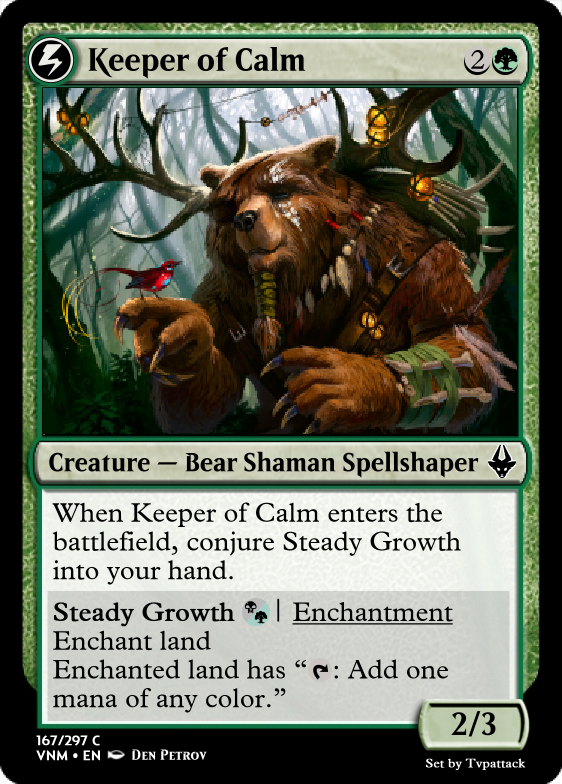 Keeper of Calm 2
Creature — Bear Shaman Spellshaper
When Keeper of Calm enters the
battlefield, conjure Steady Growth
into your hand.
Steady Growth | Enchantment
Enchant land
Enchanted land has “: Add one
mana of any color.”
2/3
167/297 C
VNM • EN Den Petrov
Set by Tvpattack